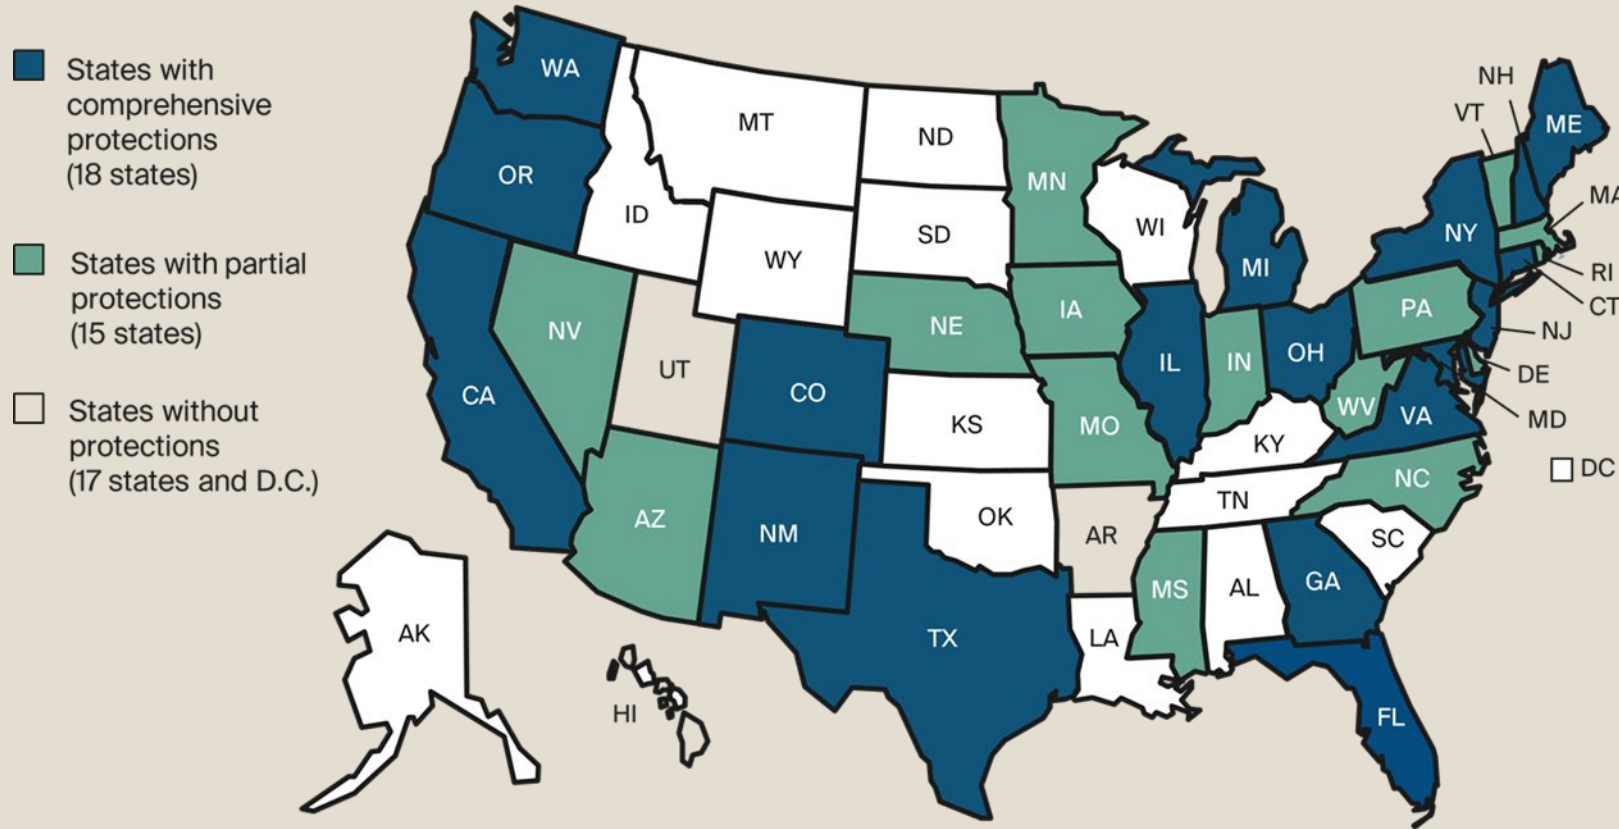 States with
comprehensive
protections
(18 states)
States with partial
protections
(15 states)
States without
protections
(17 states and D.C.)
WA
OR
CA
NV
ID
MT
WY
UT
AZ
CO
NM
ND
SD
NE
KS
OK
TX
MN
IA
MO
AR
LA
WI
IL
MI
IN
OH
KY
TN
MS
AL
GA
FL
SC
NC
VA
WV
PA
NY
VT
NH
ME
MA
RI
CT
NJ
DE
MD
DC
AK
HI